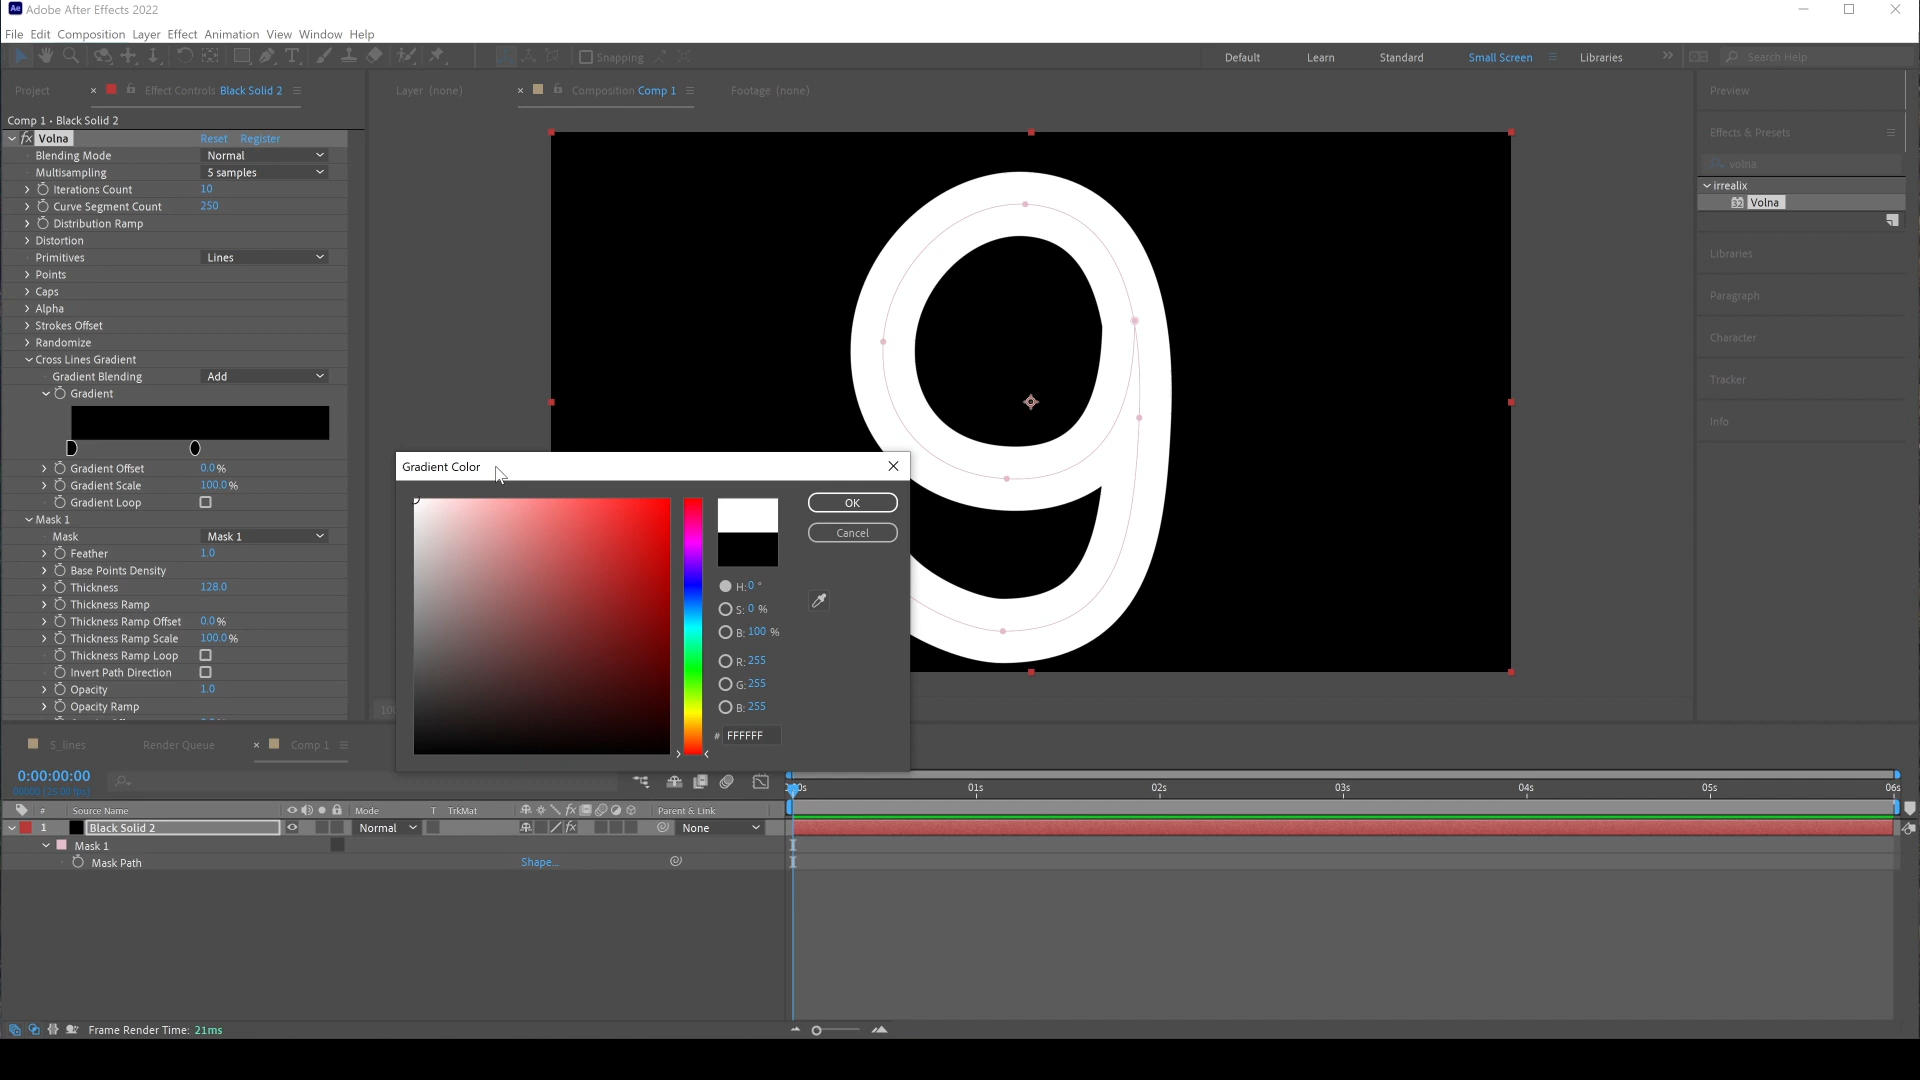 Ae Adobe After Effects 2022
File Edit Composition Layer Effect Animation View Window Help
Snapping Default Learn Standard Small Screen Libraries Search Help
Project × Effect Controls Black Solid 2 Layer (none) × Composition Comp 1 Footage (none) Preview
Comp 1 • Black Solid 2
fx Volna Reset Register
Blending Mode Normal
Multisampling 5 samples
Iterations Count 10
Curve Segment Count 250
Distribution Ramp
Distortion
Primitives Lines
Points
Caps
Alpha
Strokes Offset
Randomize
Cross Lines Gradient
Gradient Blending Add
Gradient
Gradient Offset 0.0%
Gradient Scale 100.0%
Gradient Loop
Mask 1
Mask Mask 1
Feather 1.0
Base Points Density
Thickness 128.0
Thickness Ramp
Thickness Ramp Offset 0.0%
Thickness Ramp Scale 100.0%
Thickness Ramp Loop
Invert Path Direction
Opacity 1.0
Opacity Ramp
9
Gradient Color
OK
Cancel
H: 0 °
S: 0 %
B: 100 %
R: 255
G: 255
B: 255
# FFFFFF
Effects & Presets
volna
irrealix
32 Volna
Libraries
Paragraph
Character
Tracker
Info
S_lines Render Queue × Comp 1
0:00:00:00
00000 (25.00 fps)
01s 02s 03s 04s 05s 06s
# Source Name Mode T TrkMat fx Parent & Link
1 Black Solid 2 Normal fx None
Mask 1
Mask Path Shape...
Frame Render Time: 21ms